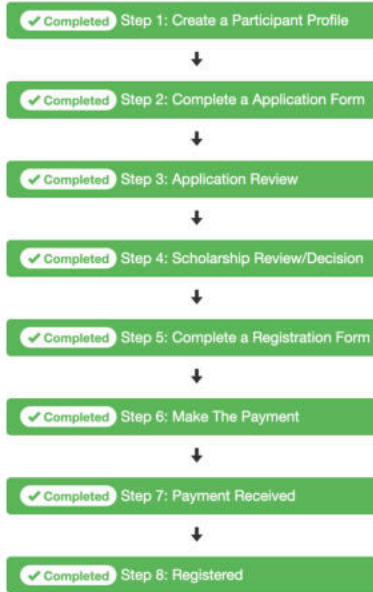 ✓ Completed Step 1: Create a Participant Profile
✓ Completed Step 2: Complete a Application Form
✓ Completed Step 3: Application Review
✓ Completed Step 4: Scholarship Review/Decision
✓ Completed Step 5: Complete a Registration Form
✓ Completed Step 6: Make The Payment
✓ Completed Step 7: Payment Received
✓ Completed Step 8: Registered